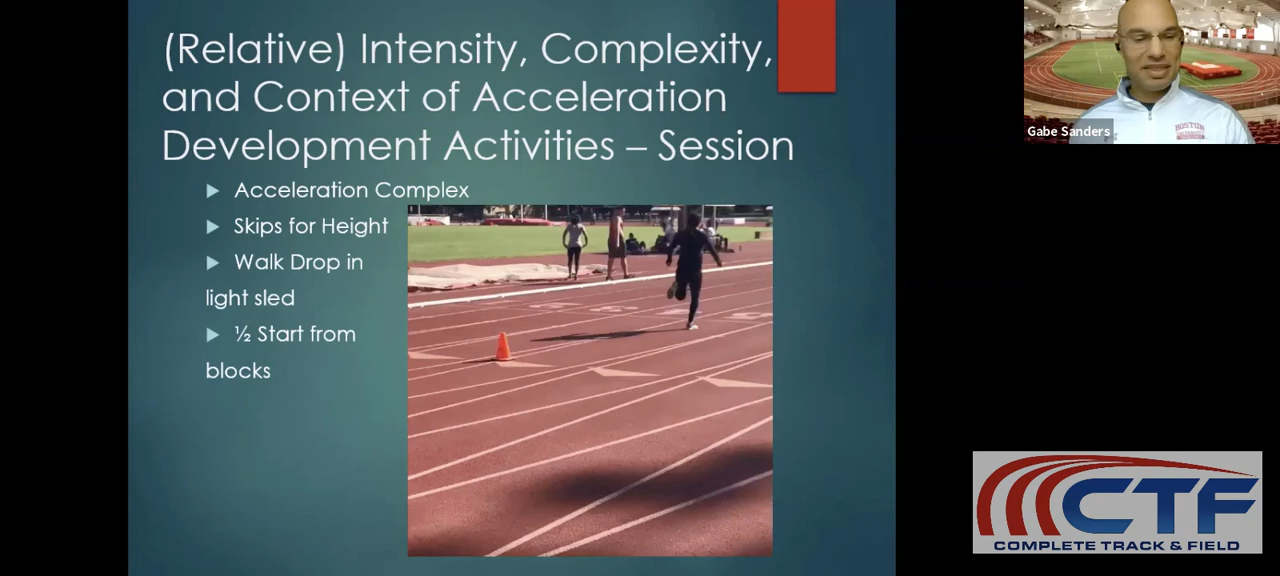 (Relative) Intensity, Complexity,
and Context of Acceleration
Development Activities – Session
Acceleration Complex
Skips for Height
Walk Drop in
light sled
½ Start from
blocks
Gabe Sanders
BOSTON
CTF
COMPLETE TRACK & FIELD